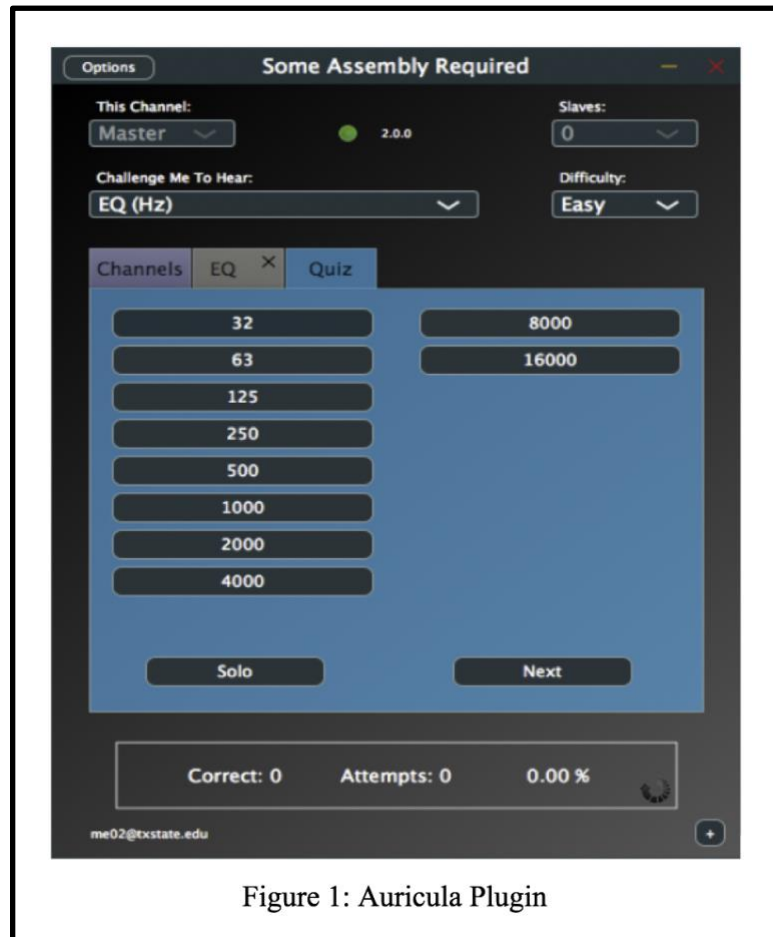 Options Some Assembly Required
This Channel: Slaves:
Master 2.0.0 0
Challenge Me To Hear: Difficulty:
EQ (Hz) Easy
Channels EQ Quiz
32 8000
63 16000
125
250
500
1000
2000
4000
Solo Next
Correct: 0 Attempts: 0 0.00 %
me02@txstate.edu +
Figure 1: Auricula Plugin